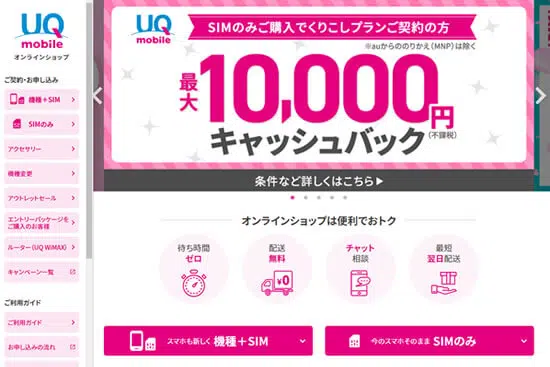 UQ
mobile
オンラインショップ
ご契約・お申し込み
機種+SIM
SIMのみ
アクセサリー
機種変更
アウトレットセール
エントリーパッケージを
ご購入のお客様
ルーター(UQ WiMAX)
キャンペーン一覧
ご利用ガイド
ご利用ガイド
お申し込みの流れ
UQ
mobile
SIMのみご購入でくりこしプランご契約の方
※auからののりかえ(MNP)は除く
最大
10,000円
(不課税)
キャッシュバック
条件など詳しくはこちら▶
オンラインショップは便利でおトク
待ち時間
ゼロ
配送
無料
¥0
チャット
相談
最短
翌日配送
スマホも新しく 機種+SIM
今のスマホそのまま SIMのみ